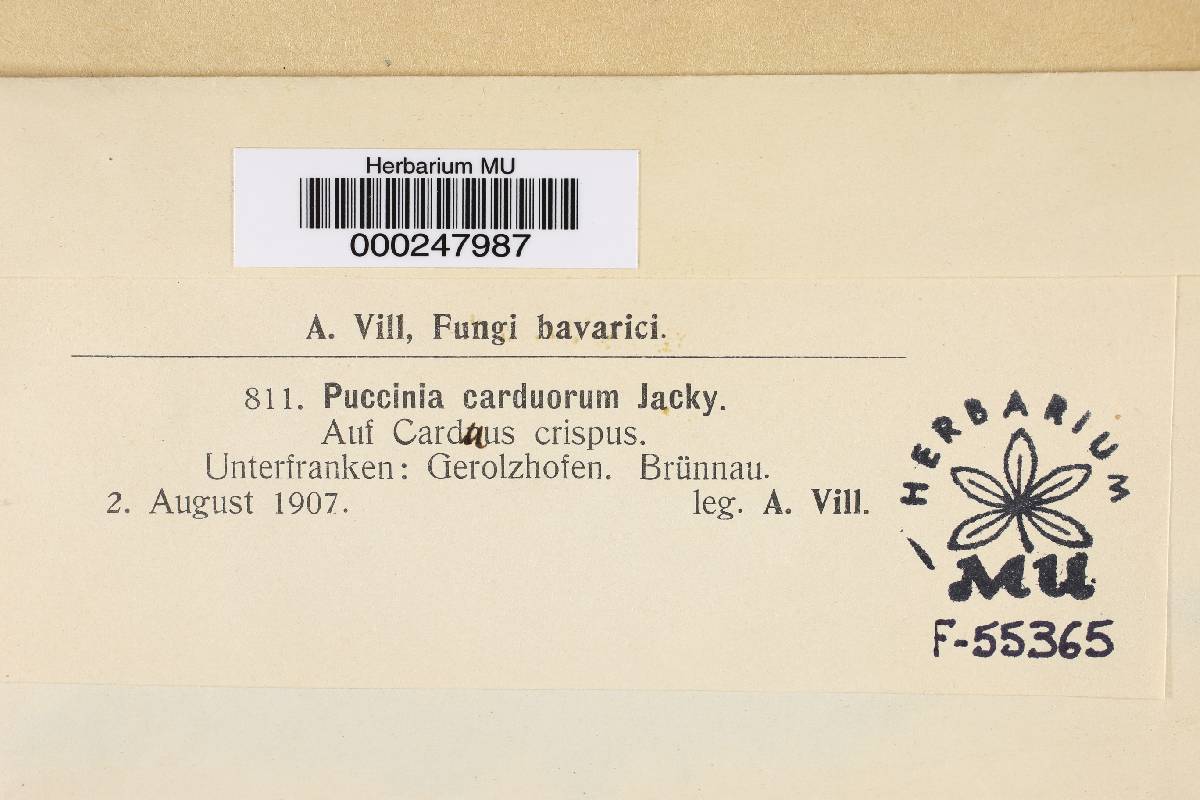 Herbarium MU
000247987
A. Vill, Fungi bavarici.
811. Puccinia carduorum Jacky.
Auf Carduus crispus.
Unterfranken: Gerolzhofen. Brünnau.
2. August 1907. leg. A. Vill.
HERBARIUM
MU
F-55365